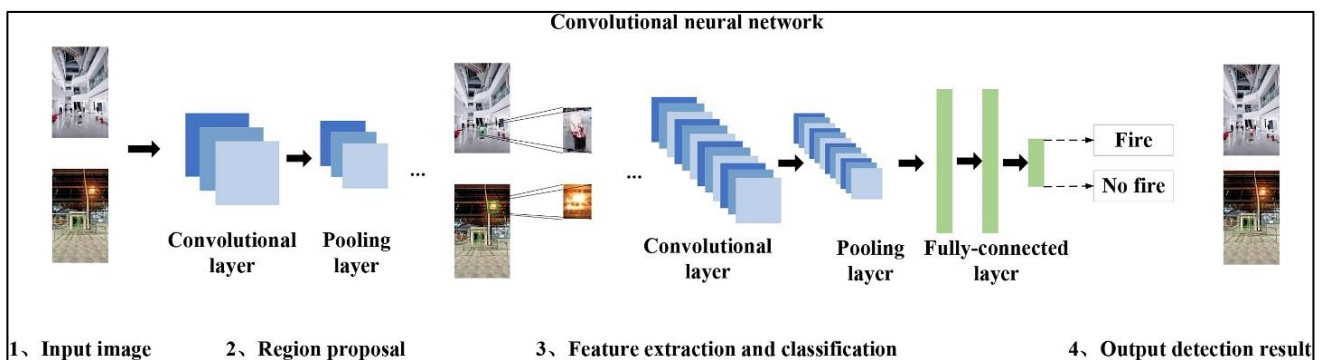 Convolutional neural network
...
...
Fire
No fire
Convolutional
layer
Pooling
layer
Convolutional
layer
Pooling
layer
Fully-connected
layer
1、Input image
2、Region proposal
3、Feature extraction and classification
4、Output detection result